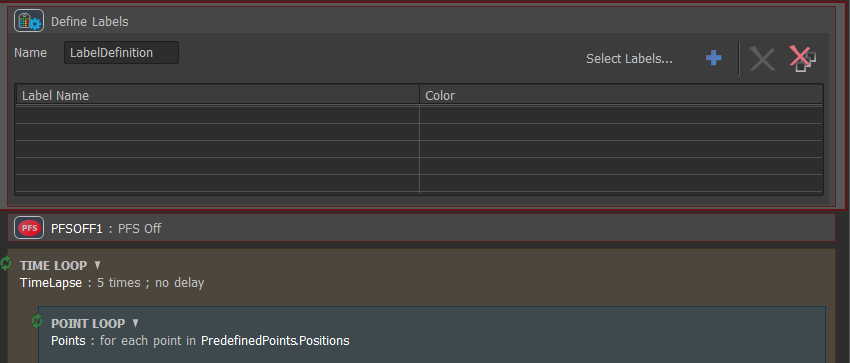 Define Labels
Name LabelDefinition
Select Labels...
Label Name Color
PFS PFSOFF1 : PFS Off
TIME LOOP
TimeLapse : 5 times ; no delay
POINT LOOP
Points : for each point in PredefinedPoints.Positions